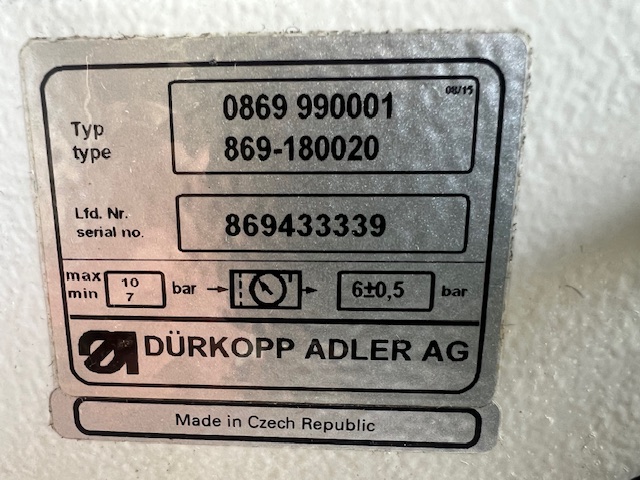 08/15
Typ 0869 990001
type 869-180020
Lfd. Nr.
serial no. 869433339
max 10 bar 6±0,5 bar
min 7
DÜRKOPP ADLER AG
Made in Czech Republic